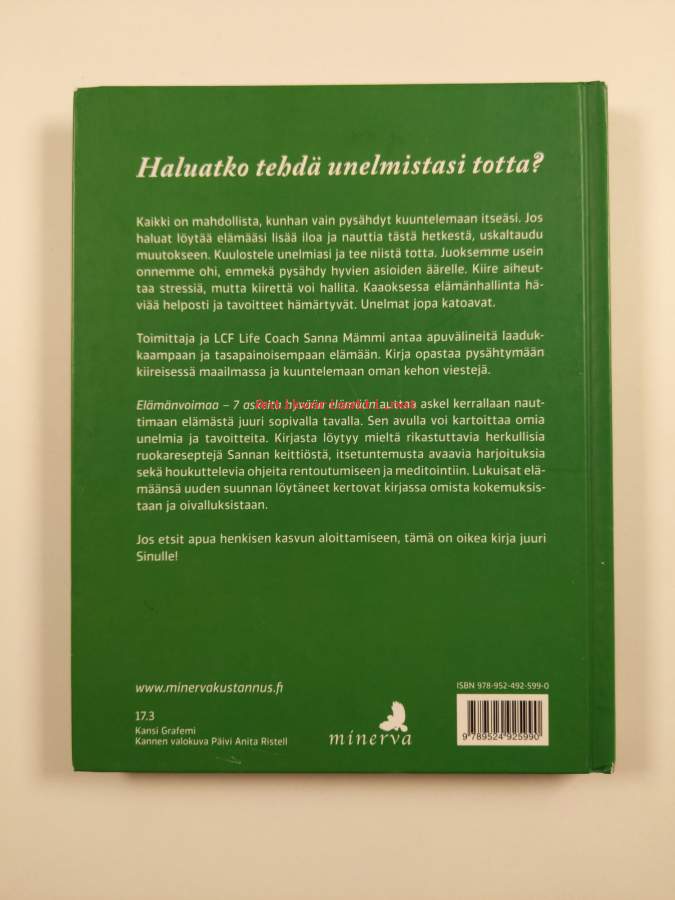 Haluatko tehdä unelmistasi totta?
Kaikki on mahdollista, kunhan vain pysähdyt kuuntelemaan itseäsi. Jos
haluat löytää elämääsi lisää iloa ja nauttia tästä hetkestä, uskaltaudu
muutokseen. Kuulostele unelmiasi ja tee niistä totta. Juoksemme usein
onnemme ohi, emmekä pysähdy hyvien asioiden äärelle. Kiire aiheut-
taa stressiä, mutta kiirettä voi hallita. Kaaoksessa elämänhallinta hä-
viää helposti ja tavoitteet hämärtyvät. Unelmat jopa katoavat.
Toimittaja ja LCF Life Coach Sanna Mämmi antaa apuvälineitä laaduk-
kaampaan ja tasapainoisempaan elämään. Kirja opastaa pysähtymään
kiireisessä maailmassa ja kuuntelemaan oman kehon viestejä.
Elämänvoimaa – 7 askelta hyvään elämään auttaa askel kerrallaan naut-
timaan elämästä juuri sopivalla tavalla. Sen avulla voi kartoittaa omia
unelmia ja tavoitteita. Kirjasta löytyy mieltä rikastuttavia herkullisia
ruokareseptejä Sannan keittiöstä, itsetuntemusta avaavia harjoituksia
sekä houkuttelevia ohjeita rentoutumiseen ja meditointiin. Lukuisat elä-
määnsä uuden suunnan löytäneet kertovat kirjassa omista kokemuksis-
taan ja oivalluksistaan.
Jos etsit apua henkisen kasvun aloittamiseen, tämä on oikea kirja juuri
Sinulle!
www.minervakustannus.fi
17.3
Kansi Grafemi
Kannen valokuva Päivi Anita Ristell
minerva
ISBN 978-952-492-599-0
9 789524 925990